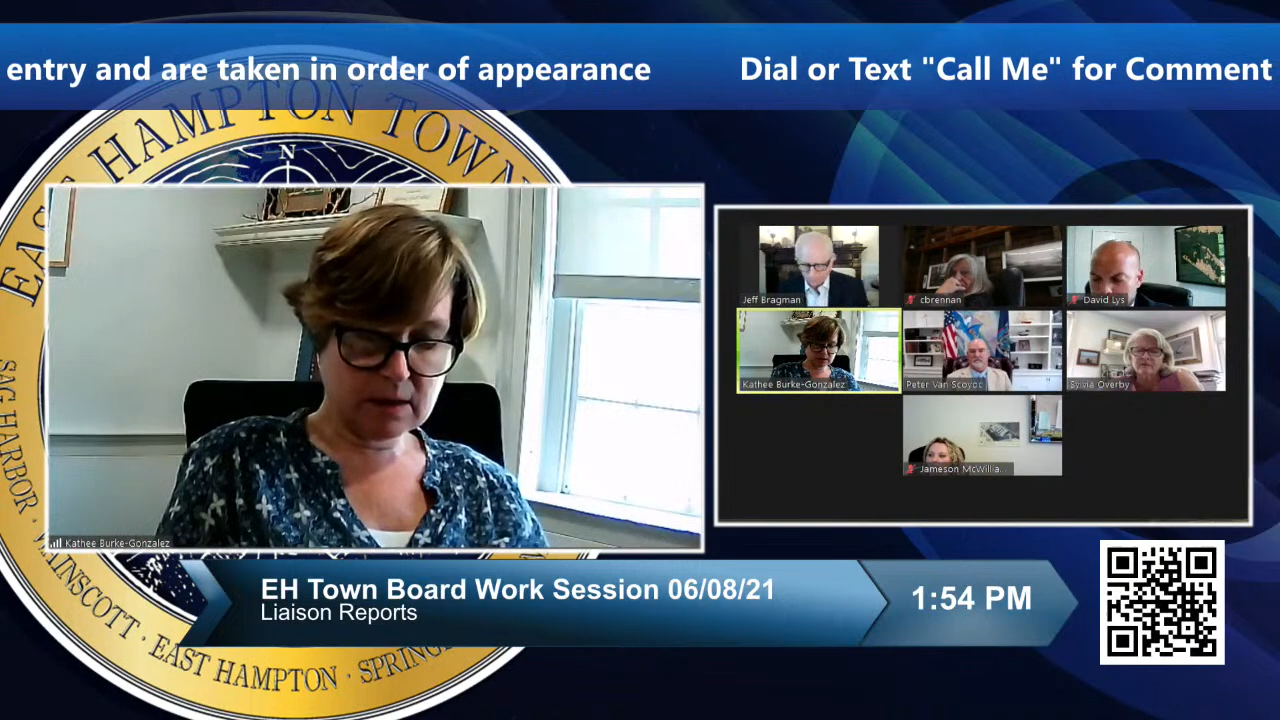 entry and are taken in order of appearance
Dial or Text "Call Me" for Comment
EAST HAMPTON TOWN
N
Kathee Burke-Gonzalez
Jeff Bragman
cbrennan
David Lys
Kathee Burke-Gonzalez
Peter Van Scoyoc
Sylvia Overby
Jameson McWillia...
SAG HARBOR · WAINSCOTT · EAST HAMPTON ·
EH Town Board Work Session 06/08/21
Liaison Reports
1:54 PM